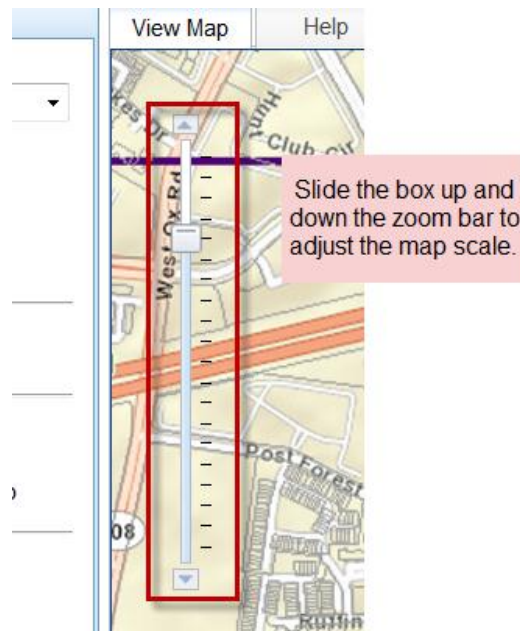 View Map
Help
Hunt
Club Cir
West Ox Rd
Slide the box up and
down the zoom bar to
adjust the map scale.
Post Forest
08